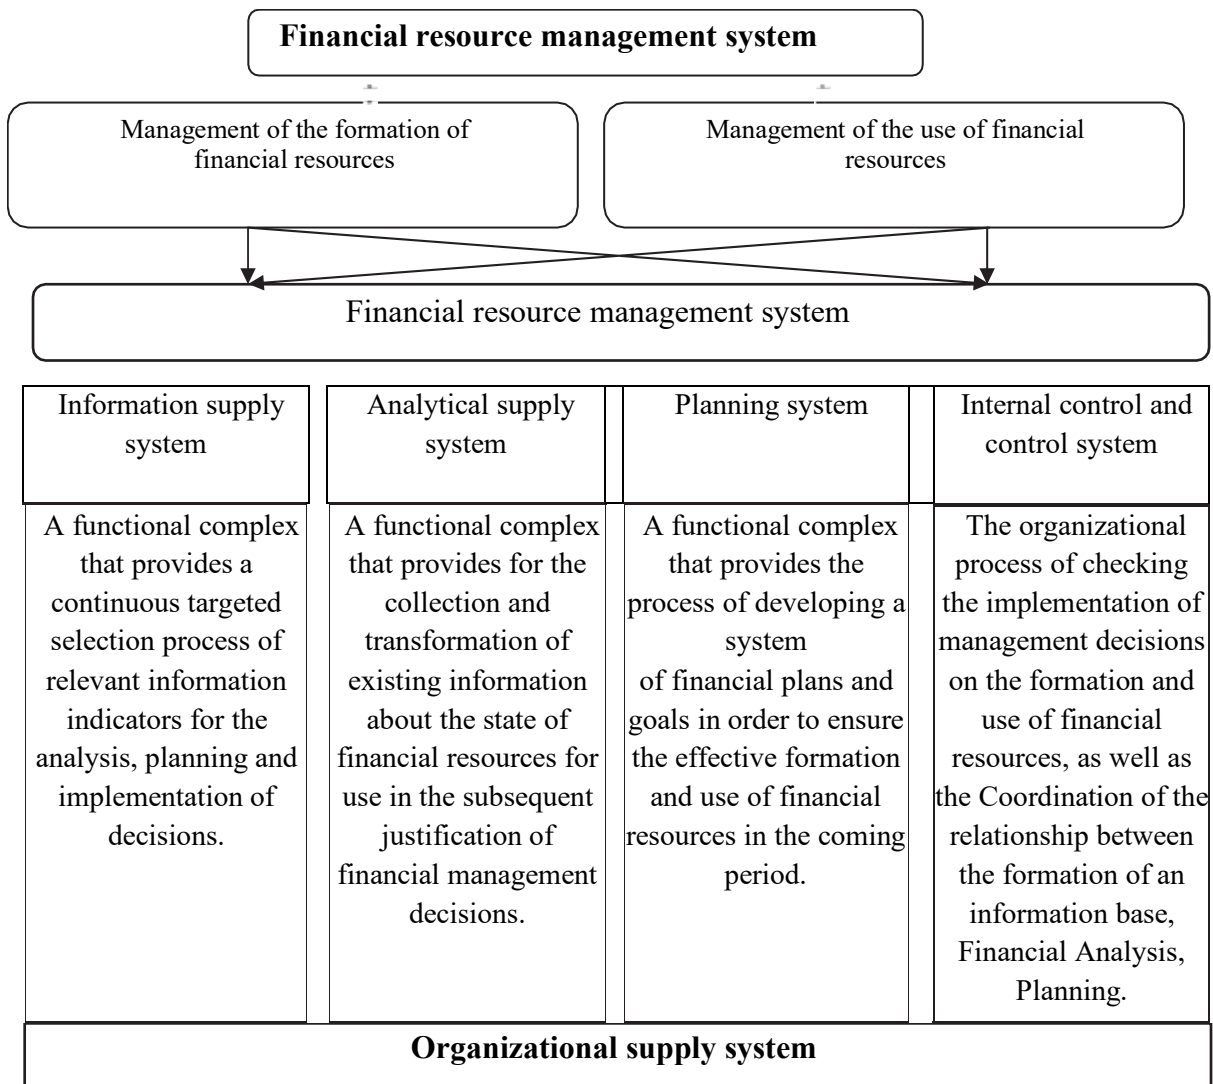 Financial resource management system
Management of the formation of
financial resources
Management of the use of financial
resources
Financial resource management system
Information supply
system
Analytical supply
system
Planning system
Internal control and
control system
A functional complex
that provides a
continuous targeted
selection process of
relevant information
indicators for the
analysis, planning and
implementation of
decisions.
A functional complex
that provides for the
collection and
transformation of
existing information
about the state of
financial resources for
use in the subsequent
justification of
financial management
decisions.
A functional complex
that provides the
process of developing a
system
of financial plans and
goals in order to ensure
the effective formation
and use of financial
resources in the coming
period.
The organizational
process of checking
the implementation of
management decisions
on the formation and
use of financial
resources, as well as
the Coordination of the
relationship between
the formation of an
information base,
Financial Analysis,
Planning.
Organizational supply system